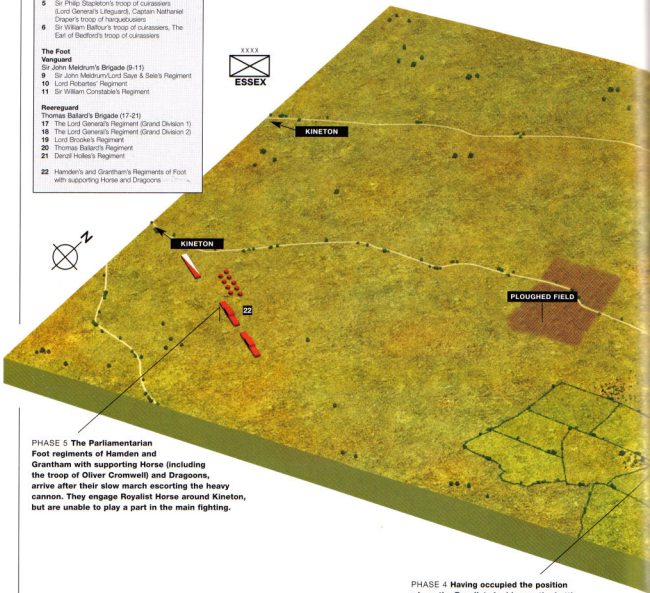 5 Sir Philip Stapleton's troop of cuirassiers
(Lord General's Lifeguard), Captain Nathaniel
Draper's troop of harquebusiers
6 Sir William Balfour's troop of cuirassiers, The
Earl of Bedford's troop of cuirassiers
The Foot
Vanguard
Sir John Meldrum's Brigade (9-11)
9 Sir John Meldrum/Lord Saye & Sele's Regiment
10 Lord Robartes' Regiment
11 Sir William Constable's Regiment
Reereguard
Thomas Ballard's Brigade (17-21)
17 The Lord General's Regiment (Grand Division 1)
18 The Lord General's Regiment (Grand Division 2)
19 Lord Brooke's Regiment
20 Thomas Ballard's Regiment
21 Denzil Holles's Regiment
22 Hamden's and Grantham's Regiments of Foot
with supporting Horse and Dragoons
XXXX
ESSEX
KINETON
N
KINETON
22
PLOUGHED FIELD
PHASE 5 The Parliamentarian
Foot regiments of Hamden and
Grantham with supporting Horse (including
the troop of Oliver Cromwell) and Dragoons,
arrive after their slow march escorting the heavy
cannon. They engage Royalist Horse around Kineton,
but are unable to play a part in the main fighting.
PHASE 4 Having occupied the position